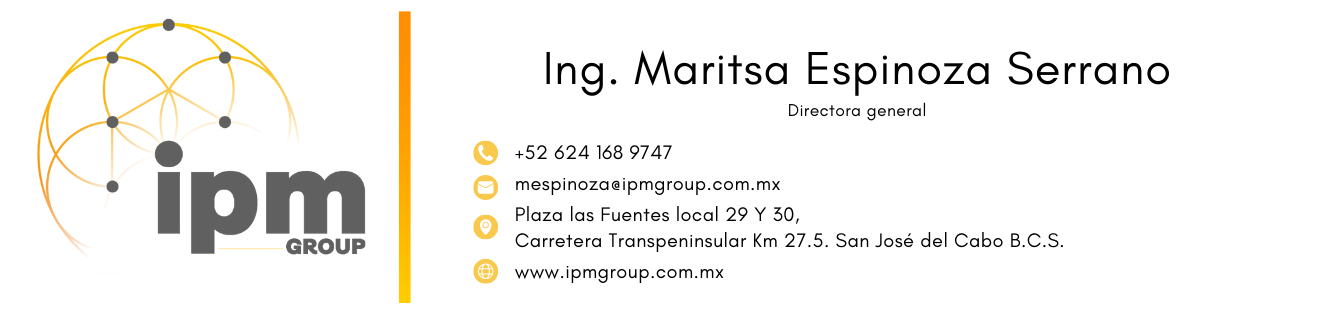 ipm
GROUP
Ing. Maritsa Espinoza Serrano
Directora general
+52 624 168 9747
mespinoza@ipmgroup.com.mx
Plaza las Fuentes local 29 Y 30,
Carretera Transpeninsular Km 27.5. San José del Cabo B.C.S.
www.ipmgroup.com.mx